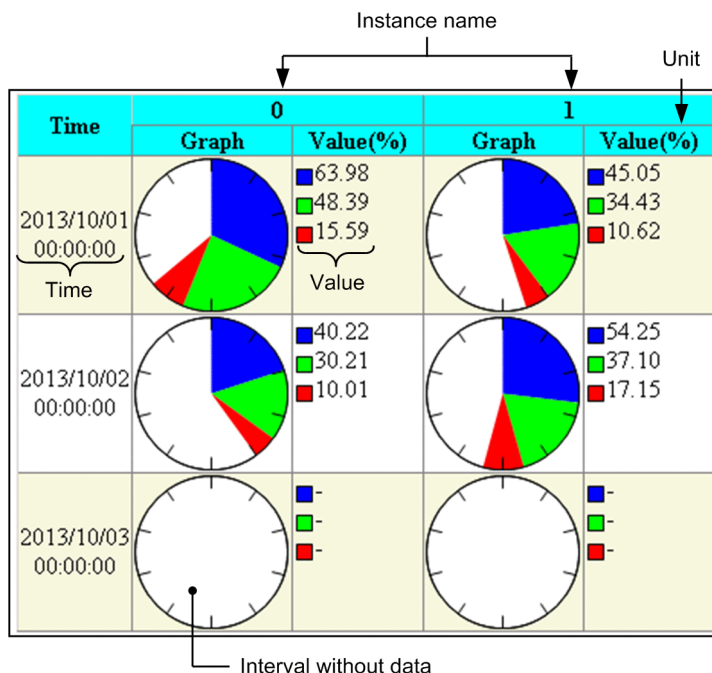 Instance name
Unit
Time
0
1
Graph
Value(%)
Graph
Value(%)
2013/10/01
00:00:00
Time
63.98
48.39
15.59
Value
45.05
34.43
10.62
2013/10/02
00:00:00
40.22
30.21
10.01
54.25
37.10
17.15
2013/10/03
00:00:00
-
-
-
-
-
-
Interval without data